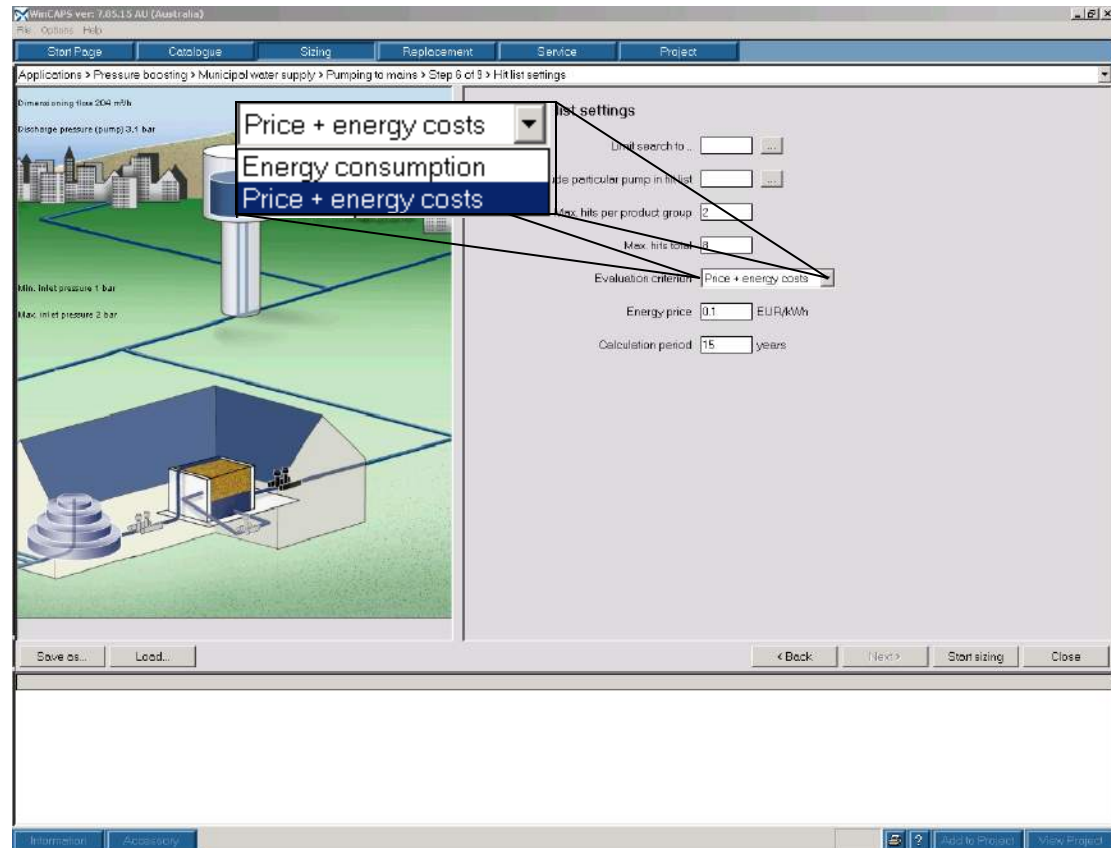 WinCAPS ver: 7.05.15 AU (Australia)
File Options Help
Start Page Catalogue Sizing Replacement Service Project
Applications > Pressure boosting > Municipal water supply > Pumping to mains > Step 6 of 9 > Hit list settings
Dimensioning flow 204 m³/h
Discharge pressure (pump) 3.1 bar
Min. inlet pressure 1 bar
Max. inlet pressure 2 bar
Price + energy costs
Energy consumption
Price + energy costs
list settings
Limit search to .. ...
particular pump in hit list ...
Max. hits per product group 2
Max. hits total 8
Evaluation criterion Price + energy costs
Energy price 0.1 EUR/kWh
Calculation period 15 years
Save as... Load... < Back Next > Start sizing Close
Information Accessory ? Add to Project View Project